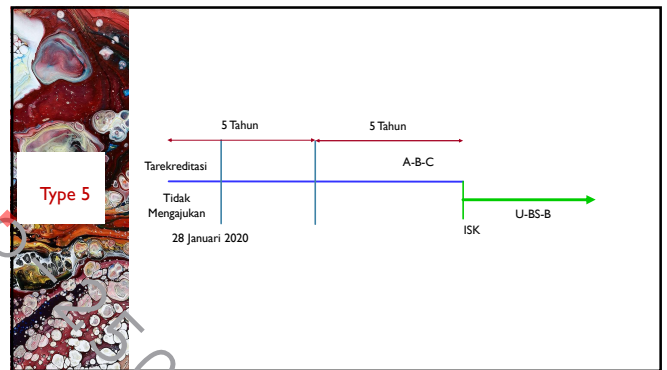 5 Tahun
5 Tahun
Tarekreditasi
A-B-C
Type 5
Tidak
Mengajukan
U-BS-B
ISK
28 Januari 2020